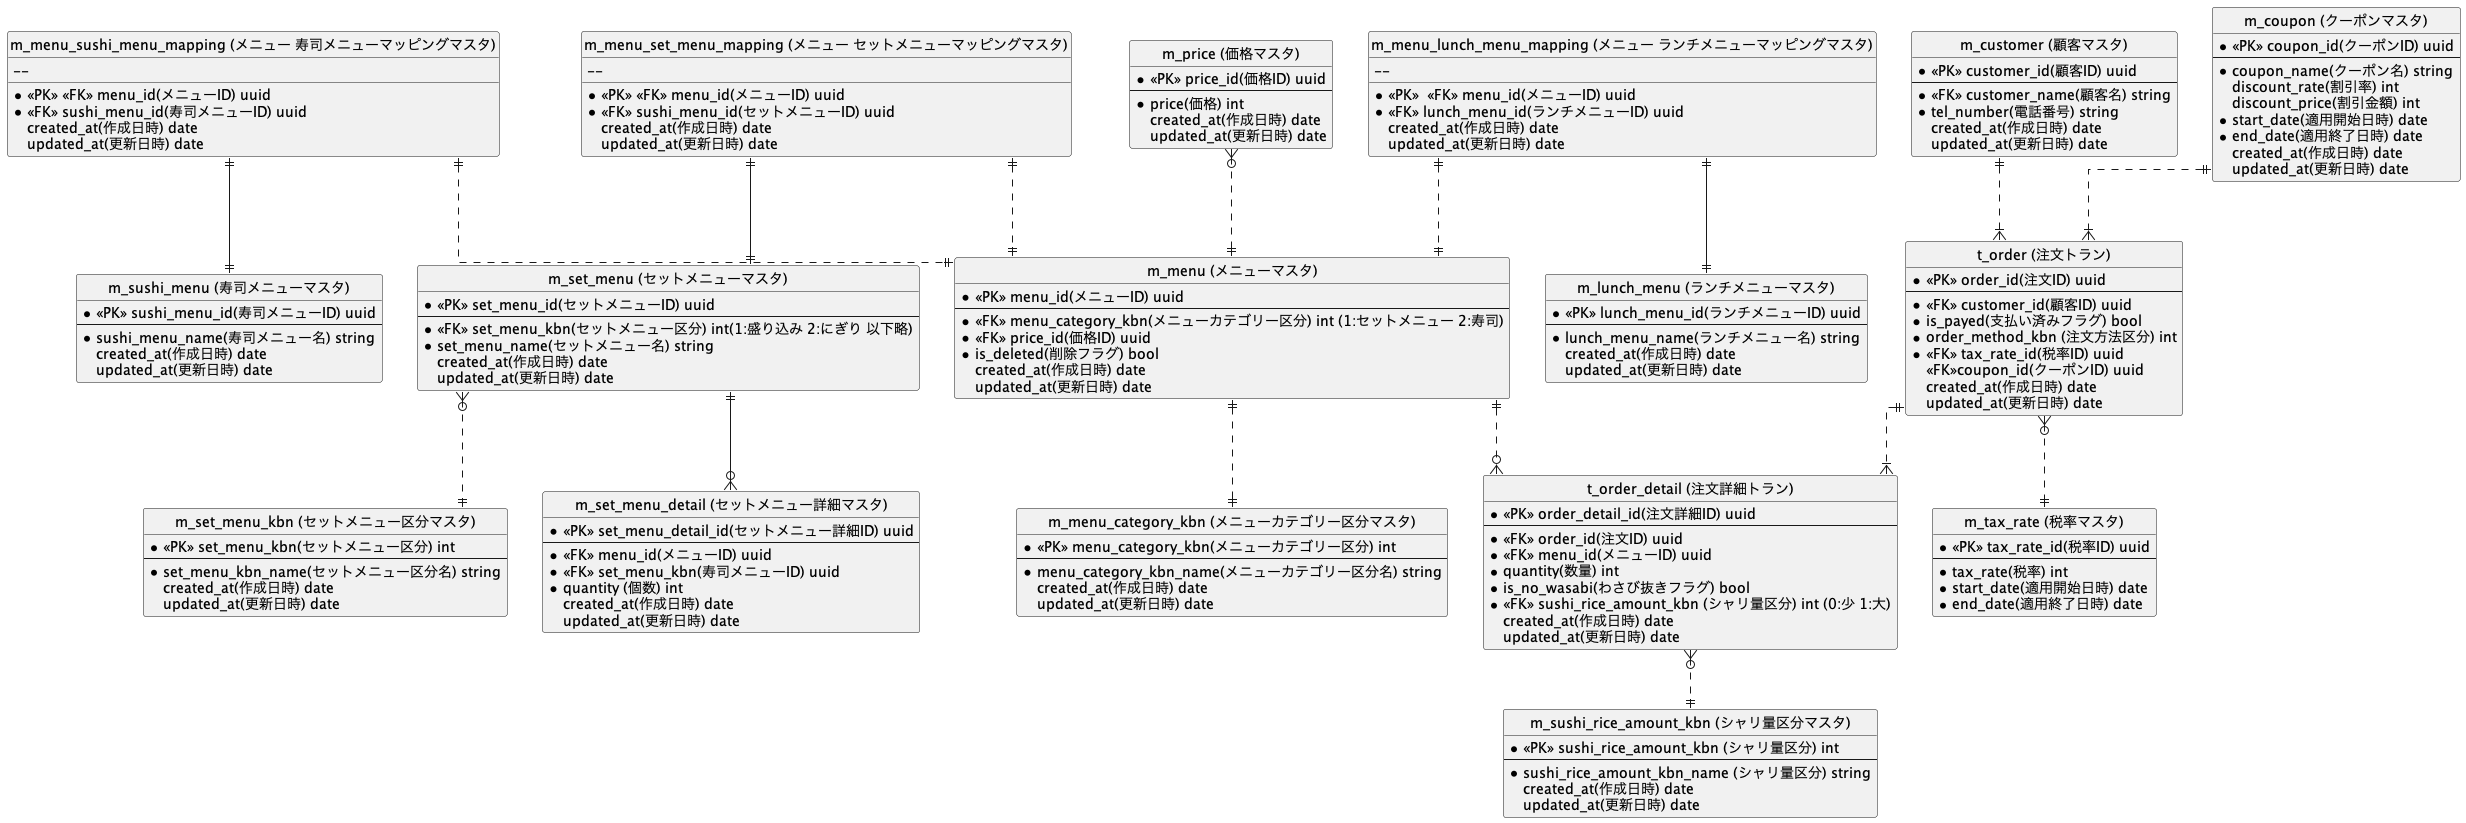 m_menu_sushi_menu_mapping (メニュー 寿司メニューマッピングマスタ)
--
* «PK» «FK» menu_id(メニューID) uuid
* «FK» sushi_menu_id(寿司メニューID) uuid
created_at(作成日時) date
updated_at(更新日時) date
m_menu_set_menu_mapping (メニュー セットメニューマッピングマスタ)
--
* «PK» «FK» menu_id(メニューID) uuid
* «FK» sushi_menu_id(セットメニューID) uuid
created_at(作成日時) date
updated_at(更新日時) date
m_price (価格マスタ)
* «PK» price_id(価格ID) uuid
* price(価格) int
created_at(作成日時) date
updated_at(更新日時) date
m_menu_lunch_menu_mapping (メニュー ランチメニューマッピングマスタ)
--
* «PK» «FK» menu_id(メニューID) uuid
* «FK» lunch_menu_id(ランチメニューID) uuid
created_at(作成日時) date
updated_at(更新日時) date
m_customer (顧客マスタ)
* «PK» customer_id(顧客ID) uuid
* «FK» customer_name(顧客名) string
* tel_number(電話番号) string
created_at(作成日時) date
updated_at(更新日時) date
m_coupon (クーポンマスタ)
* «PK» coupon_id(クーポンID) uuid
* coupon_name(クーポン名) string
discount_rate(割引率) int
discount_price(割引金額) int
* start_date(適用開始日時) date
* end_date(適用終了日時) date
created_at(作成日時) date
updated_at(更新日時) date
m_sushi_menu (寿司メニューマスタ)
* «PK» sushi_menu_id(寿司メニューID) uuid
* sushi_menu_name(寿司メニュー名) string
created_at(作成日時) date
updated_at(更新日時) date
m_set_menu (セットメニューマスタ)
* «PK» set_menu_id(セットメニューID) uuid
* «FK» set_menu_kbn(セットメニュー区分) int(1:盛り込み 2:にぎり 以下略)
* set_menu_name(セットメニュー名) string
created_at(作成日時) date
updated_at(更新日時) date
m_menu (メニューマスタ)
* «PK» menu_id(メニューID) uuid
* «FK» menu_category_kbn(メニューカテゴリー区分) int (1:セットメニュー 2:寿司)
* «FK» price_id(価格ID) uuid
* is_deleted(削除フラグ) bool
created_at(作成日時) date
updated_at(更新日時) date
m_lunch_menu (ランチメニューマスタ)
* «PK» lunch_menu_id(ランチメニューID) uuid
* lunch_menu_name(ランチメニュー名) string
created_at(作成日時) date
updated_at(更新日時) date
t_order (注文トラン)
* «PK» order_id(注文ID) uuid
* «FK» customer_id(顧客ID) uuid
* is_payed(支払い済みフラグ) bool
* order_method_kbn (注文方法区分) int
* «FK» tax_rate_id(税率ID) uuid
«FK»coupon_id(クーポンID) uuid
created_at(作成日時) date
updated_at(更新日時) date
m_set_menu_kbn (セットメニュー区分マスタ)
* «PK» set_menu_kbn(セットメニュー区分) int
* set_menu_kbn_name(セットメニュー区分名) string
created_at(作成日時) date
updated_at(更新日時) date
m_set_menu_detail (セットメニュー詳細マスタ)
* «PK» set_menu_detail_id(セットメニュー詳細ID) uuid
* «FK» menu_id(メニューID) uuid
* «FK» set_menu_kbn(寿司メニューID) uuid
* quantity (個数) int
created_at(作成日時) date
updated_at(更新日時) date
m_menu_category_kbn (メニューカテゴリー区分マスタ)
* «PK» menu_category_kbn(メニューカテゴリー区分) int
* menu_category_kbn_name(メニューカテゴリー区分名) string
created_at(作成日時) date
updated_at(更新日時) date
t_order_detail (注文詳細トラン)
* «PK» order_detail_id(注文詳細ID) uuid
* «FK» order_id(注文ID) uuid
* «FK» menu_id(メニューID) uuid
* quantity(数量) int
* is_no_wasabi(わさび抜きフラグ) bool
* «FK» sushi_rice_amount_kbn (シャリ量区分) int (0:少 1:大)
created_at(作成日時) date
updated_at(更新日時) date
m_tax_rate (税率マスタ)
* «PK» tax_rate_id(税率ID) uuid
* tax_rate(税率) int
* start_date(適用開始日時) date
* end_date(適用終了日時) date
m_sushi_rice_amount_kbn (シャリ量区分マスタ)
* «PK» sushi_rice_amount_kbn (シャリ量区分) int
* sushi_rice_amount_kbn_name (シャリ量区分) string
created_at(作成日時) date
updated_at(更新日時) date